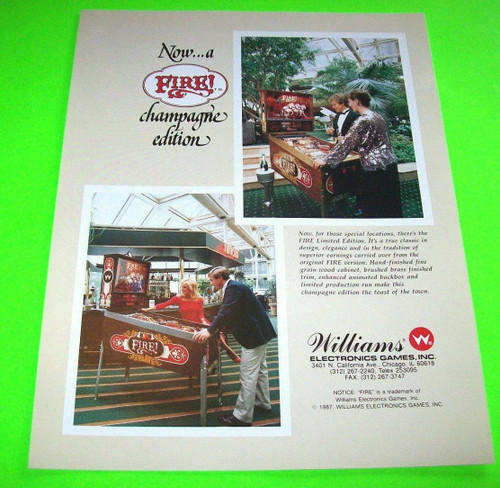 Now...a
FIRE!
champagne
edition
FIRE!
FIRE!
Now, for those special locations, there's the
FIRE Limited Edition. It's a true classic in
design, elegance and in the tradition of
superior earnings carried over from the
original FIRE version. Hand-finished fine
grain wood cabinet, brushed brass finished
trim, enhanced animated backbox and
limited production run make this
champagne edition the toast of the town.
Williams
ELECTRONICS GAMES, INC.
3401 N. California Ave., Chicago, IL 60618
(312) 267-2240, Telex 253095
FAX: (312) 267-3747
NOTICE: "FIRE" is a trademark of
Williams Electronics Games, Inc.
© 1987, WILLIAMS ELECTRONICS GAMES, INC.